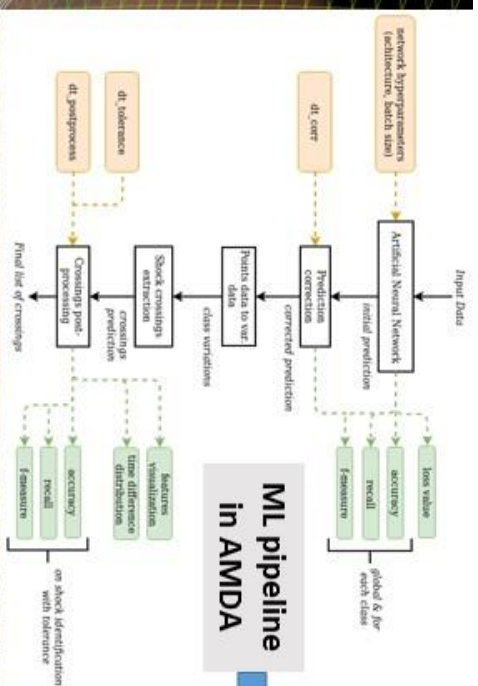 Input Data
network hyperparameters
(achitecture, batch size)
Artificial Neural Network
initial prediction
dt_corr
Prediction
correction
corrected prediction
Points data to var.
data
class variations
Shock crossings
extraction
crossings
prediction
dt_tolerance
dt_postprocess
Crossings post-
processing
Final list of crossings
loss value
accuracy
recall
f-measure
global & for
each class
features
visualization
time difference
distribution
accuracy
recall
f-measure
on shock identification
with tolerance
ML pipeline
in AMDA